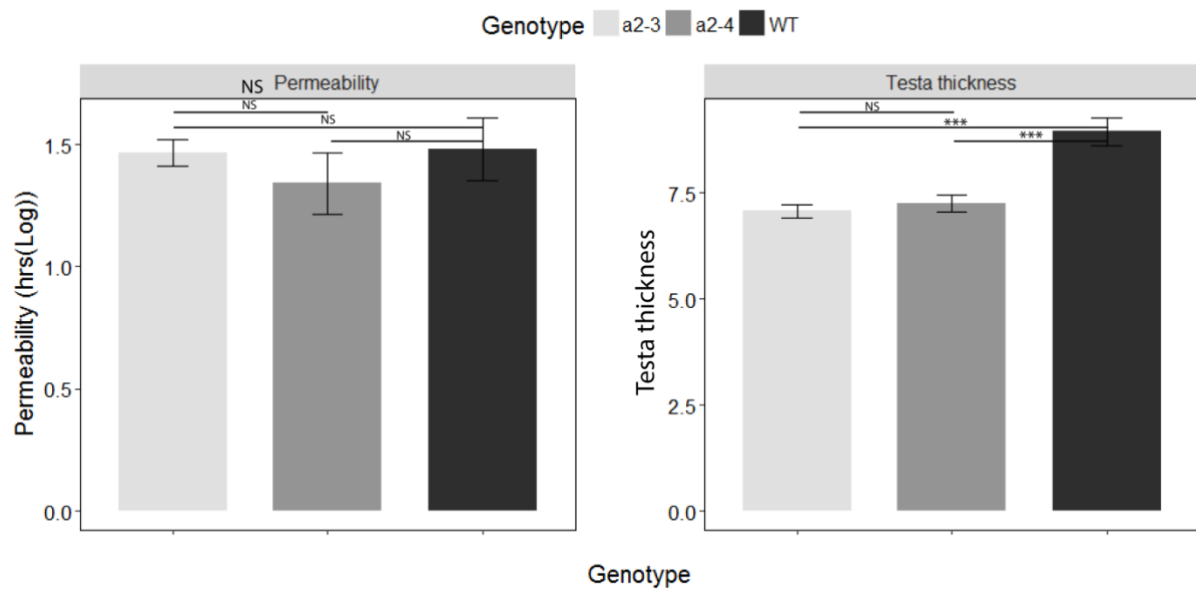 Genotype a2-3 a2-4 WT
NS Permeability
NS
NS
NS
1.5
1.0
0.5
0.0
Permeability (hrs(Log))
Testa thickness
NS
***
***
7.5
5.0
2.5
0.0
Testa thickness
Genotype